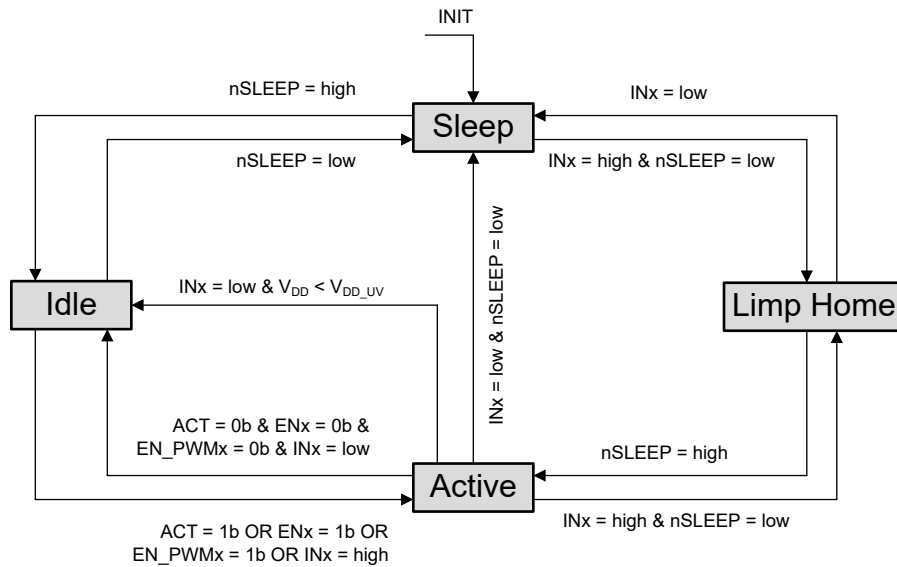 INIT
nSLEEP = high
INx = low
Sleep
nSLEEP = low
INx = high & nSLEEP = low
INx = low & V_DD < V_DD_UV
INx = low & nSLEEP = low
Idle
Limp Home
ACT = 0b & ENx = 0b &
EN_PWMx = 0b & INx = low
nSLEEP = high
Active
INx = high & nSLEEP = low
ACT = 1b OR ENx = 1b OR
EN_PWMx = 1b OR INx = high